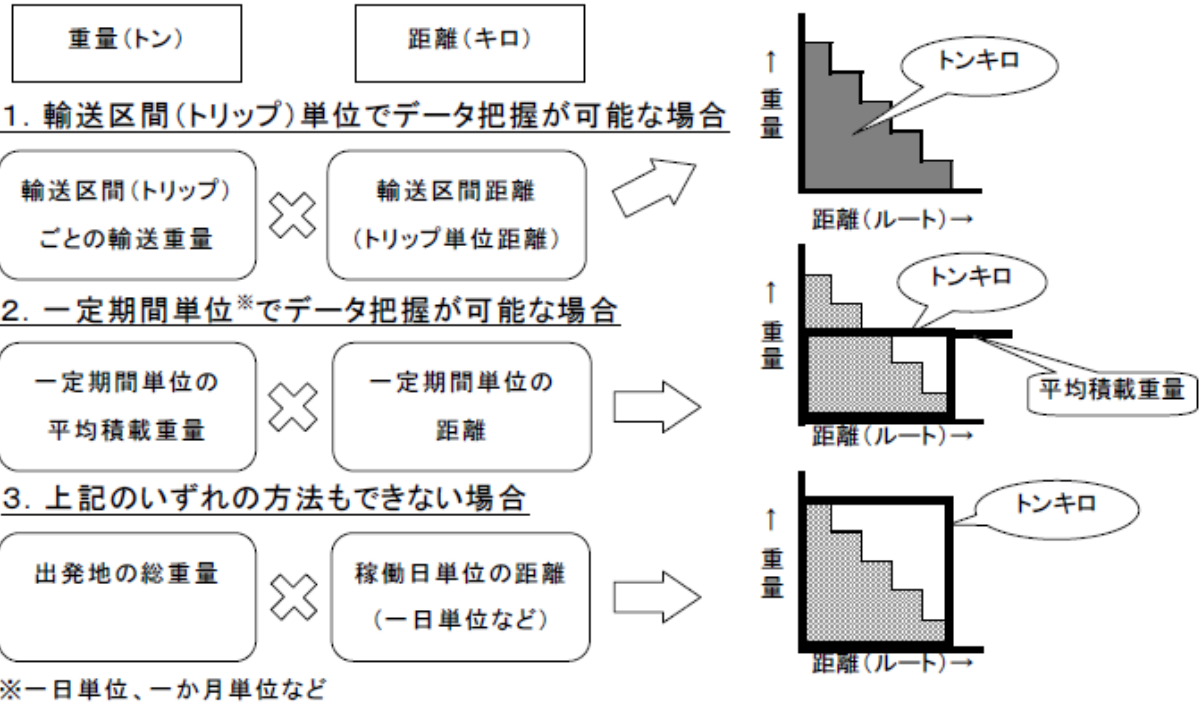 重量(トン)
距離(キロ)
1. 輸送区間(トリップ)単位でデータ把握が可能な場合
輸送区間(トリップ)
ごとの輸送重量
輸送区間距離
(トリップ単位距離)
↑
重
量
トンキロ
距離(ルート)→
2. 一定期間単位※でデータ把握が可能な場合
一定期間単位の
平均積載重量
一定期間単位の
距離
↑
重
量
トンキロ
平均積載重量
距離(ルート)→
3. 上記のいずれの方法もできない場合
出発地の総重量
稼働日単位の距離
(一日単位など)
↑
重
量
トンキロ
距離(ルート)→
※一日単位、一か月単位など